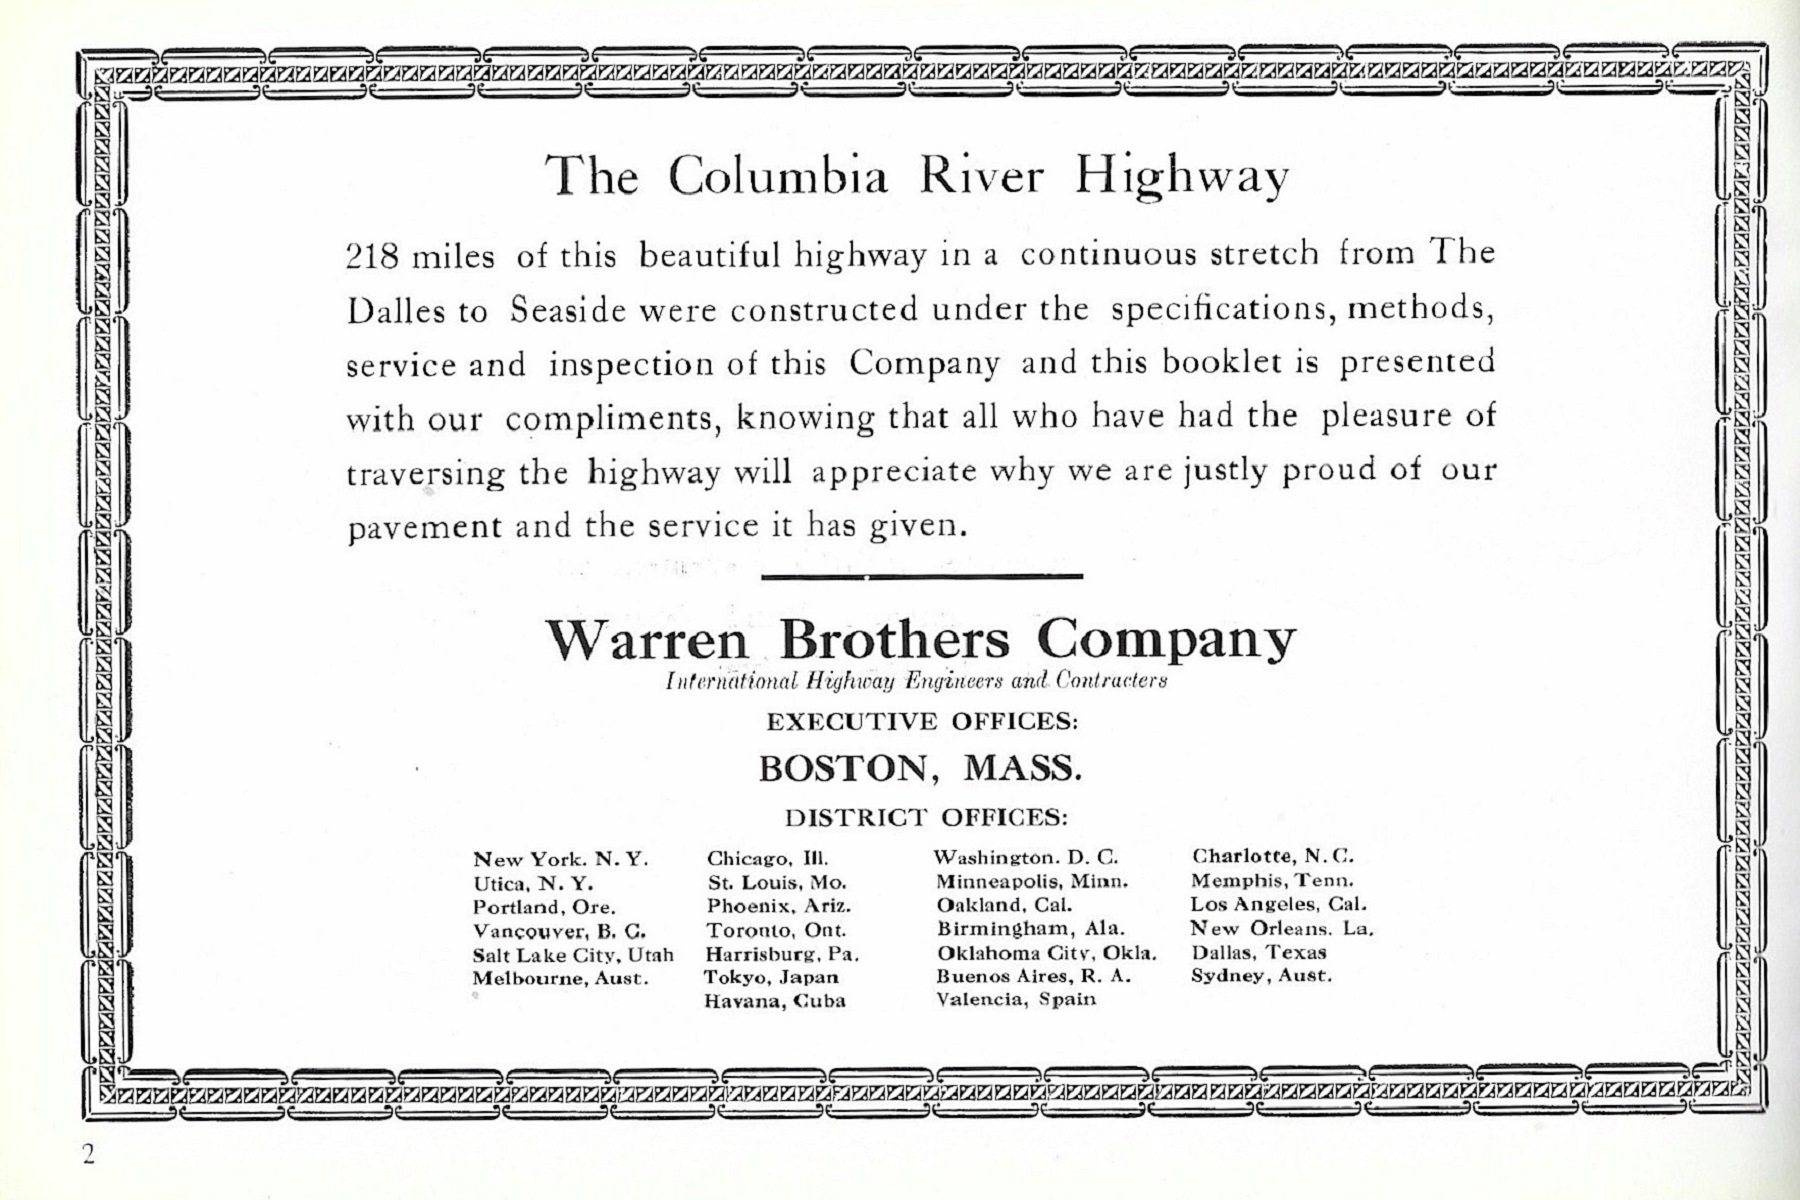 The Columbia River Highway
218 miles of this beautiful highway in a continuous stretch from The
Dalles to Seaside were constructed under the specifications, methods,
service and inspection of this Company and this booklet is presented
with our compliments, knowing that all who have had the pleasure of
traversing the highway will appreciate why we are justly proud of our
pavement and the service it has given.
Warren Brothers Company
International Highway Engineers and Contracters
EXECUTIVE OFFICES:
BOSTON, MASS.
DISTRICT OFFICES:
New York. N. Y.
Utica, N. Y.
Portland, Ore.
Vancouver, B. C.
Salt Lake City, Utah
Melbourne, Aust.
Chicago, Ill.
St. Louis, Mo.
Phoenix, Ariz.
Toronto, Ont.
Harrisburg, Pa.
Tokyo, Japan
Havana, Cuba
Washington. D. C.
Minneapolis, Minn.
Oakland, Cal.
Birmingham, Ala.
Oklahoma City, Okla.
Buenos Aires, R. A.
Valencia, Spain
Charlotte, N. C.
Memphis, Tenn.
Los Angeles, Cal.
New Orleans. La.
Dallas, Texas
Sydney, Aust.
2